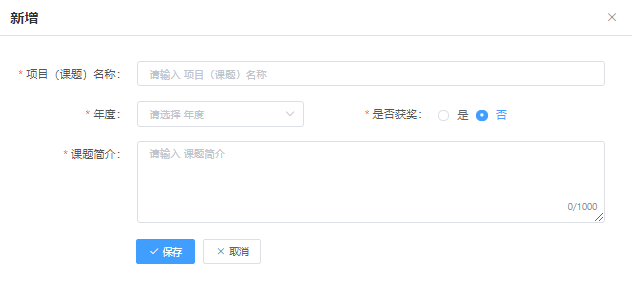 新增
* 项目（课题）名称： 请输入 项目（课题）名称
* 年度： 请选择 年度 * 是否获奖： 是 否
* 课题简介： 请输入 课题简介
0/1000
保存 取消